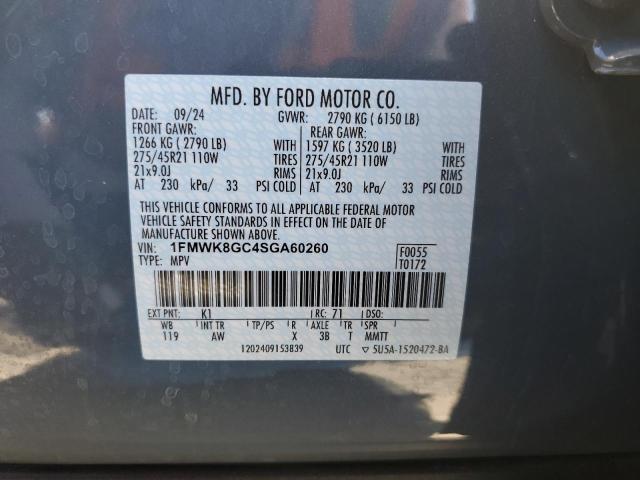 MFD. BY FORD MOTOR CO.
DATE: 09/24 GVWR: 2790 KG ( 6150 LB)
FRONT GAWR: REAR GAWR:
1266 KG ( 2790 LB) 1597 KG ( 3520 LB)
275/45R21 110W TIRES 275/45R21 110W TIRES
21x9.0J RIMS 21x9.0J RIMS
AT 230 kPa/ 33 PSI COLD AT 230 kPa/ 33 PSI COLD
THIS VEHICLE CONFORMS TO ALL APPLICABLE FEDERAL MOTOR
VEHICLE SAFETY STANDARDS IN EFFECT ON THE DATE OF
MANUFACTURE SHOWN ABOVE.
VIN: 1FMWK8GC4SGA60260 F0055
TYPE: MPV T0172
EXT PNT: K1 RC: 71 DSO:
WB INT TR TP/PS R AXLE TR SPR
119 AW X 3B T MMTT
1202409153839 UTC ▽ 5U5A-1520472-BA